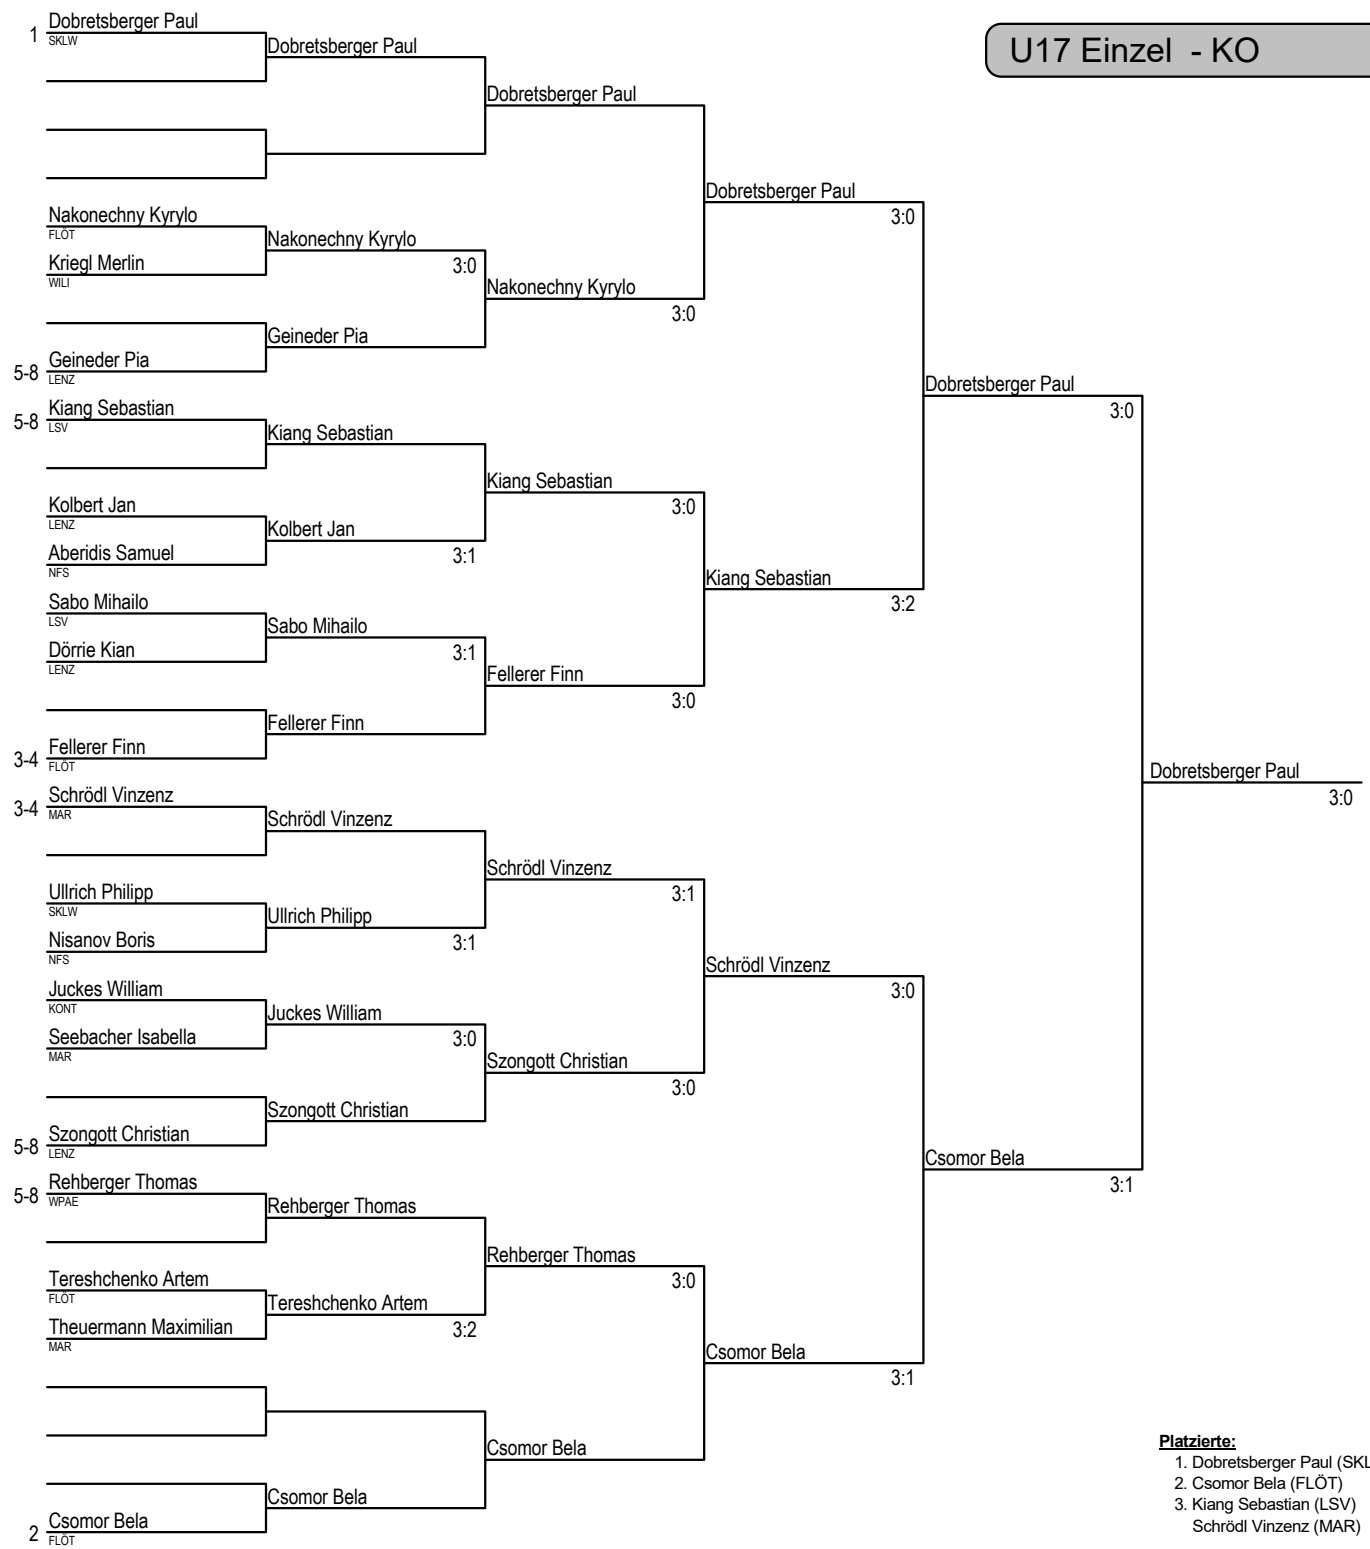 U17 Einzel - KO
1 Dobretsberger Paul
SKLW
Dobretsberger Paul
Dobretsberger Paul
Dobretsberger Paul
3:0
Nakonechny Kyrylo
FLÖT
Nakonechny Kyrylo
3:0
Kriegl Merlin
WILI
Nakonechny Kyrylo
3:0
Geineder Pia
5-8 Geineder Pia
LENZ
Dobretsberger Paul
3:0
5-8 Kiang Sebastian
LSV
Kiang Sebastian
Kiang Sebastian
3:0
Kolbert Jan
LENZ
Kolbert Jan
3:1
Aberidis Samuel
NFS
Kiang Sebastian
3:2
Sabo Mihailo
LSV
Sabo Mihailo
3:1
Dörrie Kian
LENZ
Fellerer Finn
3:0
Fellerer Finn
3-4 Fellerer Finn
FLÖT
Dobretsberger Paul
3:0
3-4 Schrödl Vinzenz
MAR
Schrödl Vinzenz
Schrödl Vinzenz
3:1
Ullrich Philipp
SKLW
Ullrich Philipp
3:1
Nisanov Boris
NFS
Schrödl Vinzenz
3:0
Juckes William
KONT
Juckes William
3:0
Seebacher Isabella
MAR
Szongott Christian
3:0
Szongott Christian
5-8 Szongott Christian
LENZ
Csomor Bela
3:1
5-8 Rehberger Thomas
WPAE
Rehberger Thomas
Rehberger Thomas
3:0
Tereshchenko Artem
FLÖT
Tereshchenko Artem
3:2
Theuermann Maximilian
MAR
Csomor Bela
3:1
Csomor Bela
Csomor Bela
2 Csomor Bela
FLÖT
Platzierte:
1. Dobretsberger Paul (SKL
2. Csomor Bela (FLÖT)
3. Kiang Sebastian (LSV)
Schrödl Vinzenz (MAR)